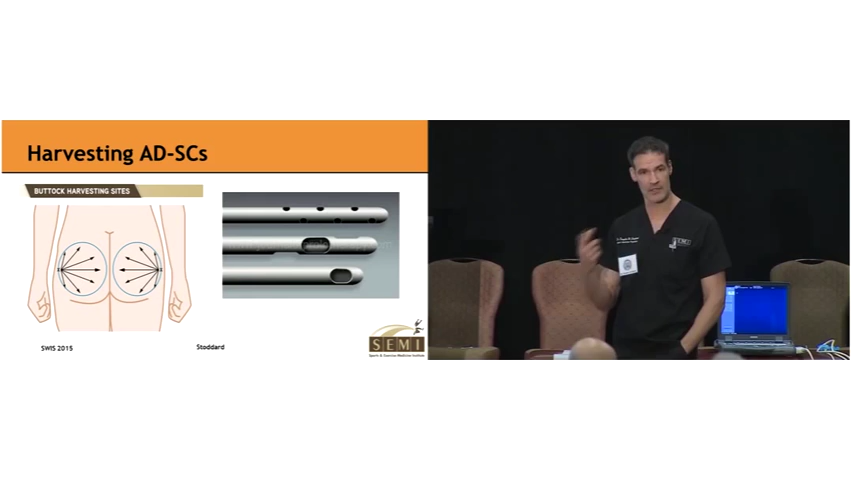 Harvesting AD-SCs
BUTTOCK HARVESTING SITES
SWIS 2015
Stoddard
SEMI
Sports & Exercise Medicine Institute